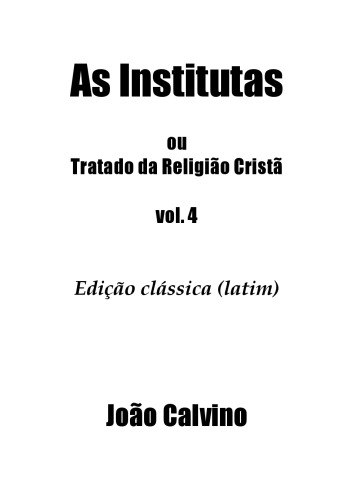 As Institutas
ou
Tratado da Religião Cristã
vol. 4
Edição clássica (latim)
João Calvino